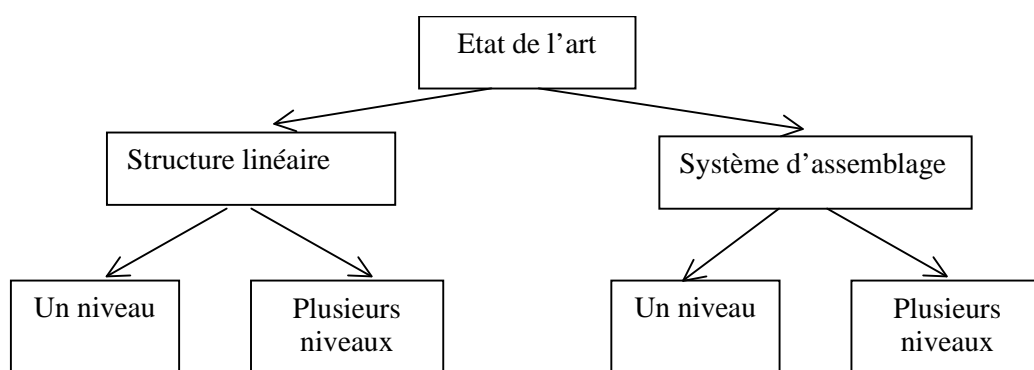 Etat de l’art
Structure linéaire
Système d’assemblage
Un niveau
Plusieurs
niveaux
Un niveau
Plusieurs
niveaux